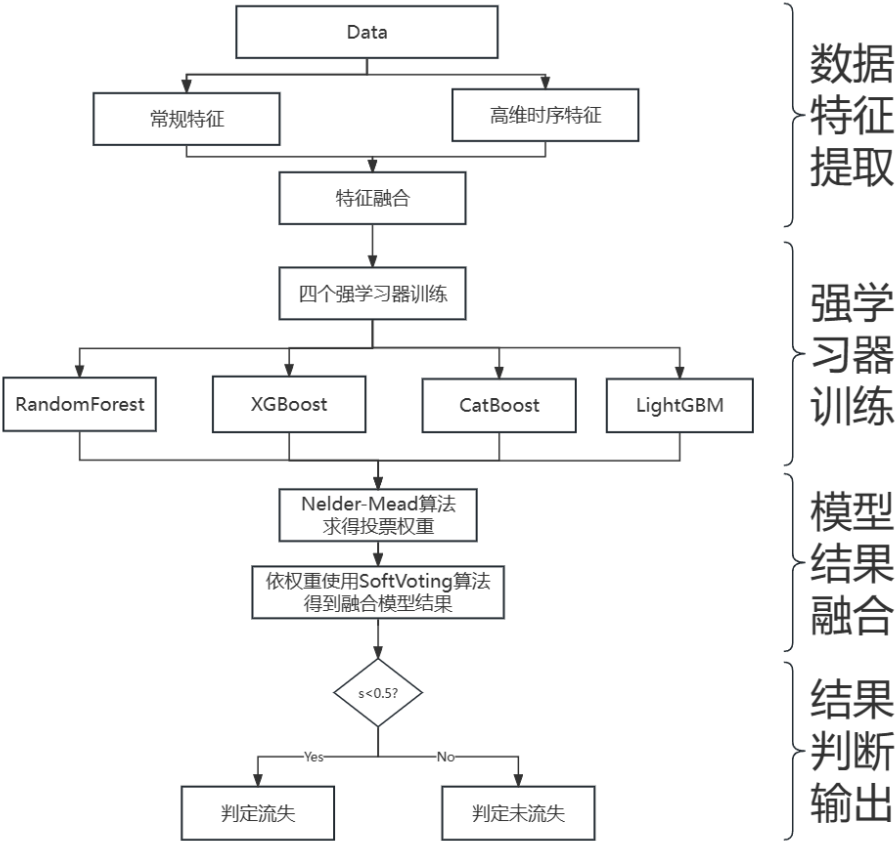 Data
常规特征
高维时序特征
特征融合
数据
特征
提取
四个强学习器训练
RandomForest
XGBoost
CatBoost
LightGBM
强学
习器
训练
Nelder-Mead算法
求得投票权重
依权重使用SoftVoting算法
得到融合模型结果
模型
结果
融合
s<0.5?
Yes
No
判定流失
判定未流失
结果
判断
输出